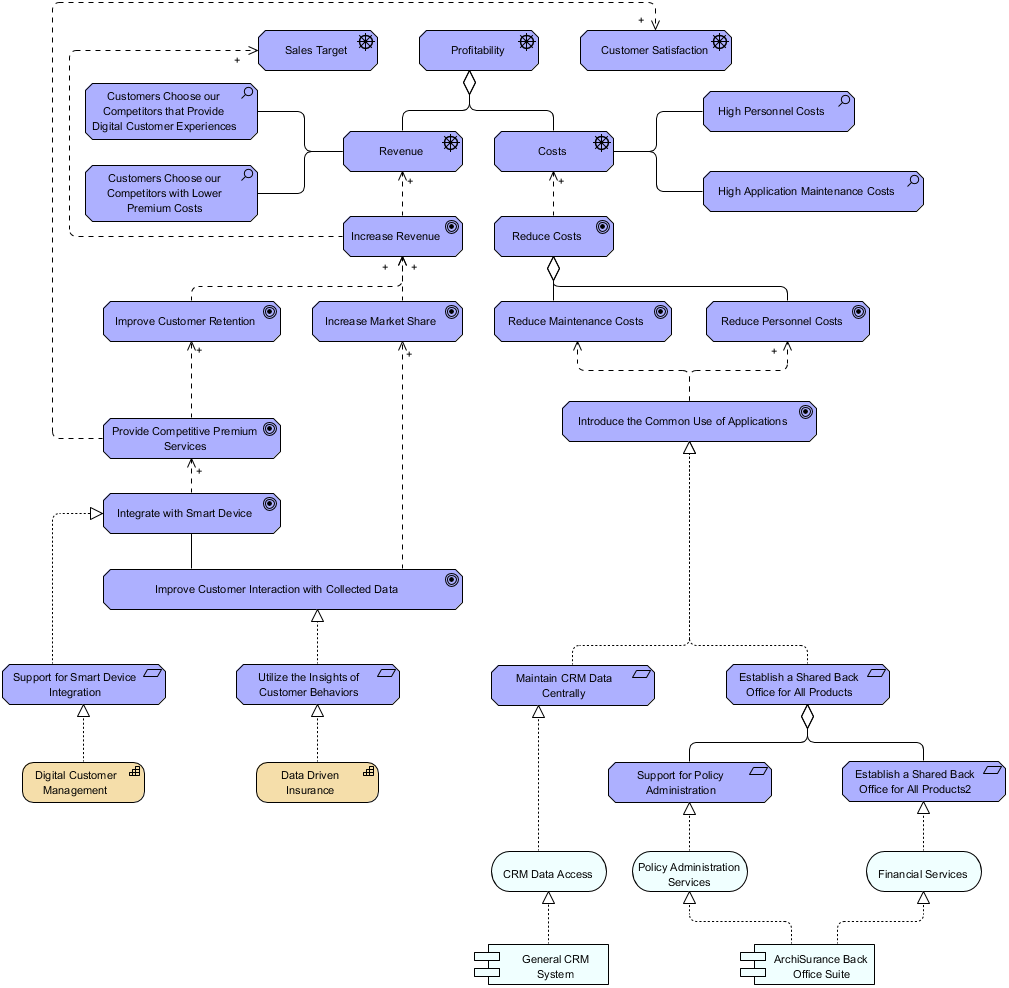 +
Sales Target
Profitability
Customer Satisfaction
+
Customers Choose our
Competitors that Provide
Digital Customer Experiences
High Personnel Costs
Revenue
Costs
Customers Choose our
Competitors with Lower
Premium Costs
High Application Maintenance Costs
+
+
Increase Revenue
Reduce Costs
+
+
Improve Customer Retention
Increase Market Share
Reduce Maintenance Costs
Reduce Personnel Costs
+
+
+
Introduce the Common Use of Applications
Provide Competitive Premium
Services
+
Integrate with Smart Device
Improve Customer Interaction with Collected Data
Support for Smart Device
Integration
Utilize the Insights of
Customer Behaviors
Maintain CRM Data
Centrally
Establish a Shared Back
Office for All Products
Digital Customer
Management
Data Driven
Insurance
Support for Policy
Administration
Establish a Shared Back
Office for All Products2
CRM Data Access
Policy Administration
Services
Financial Services
General CRM
System
ArchiSurance Back
Office Suite